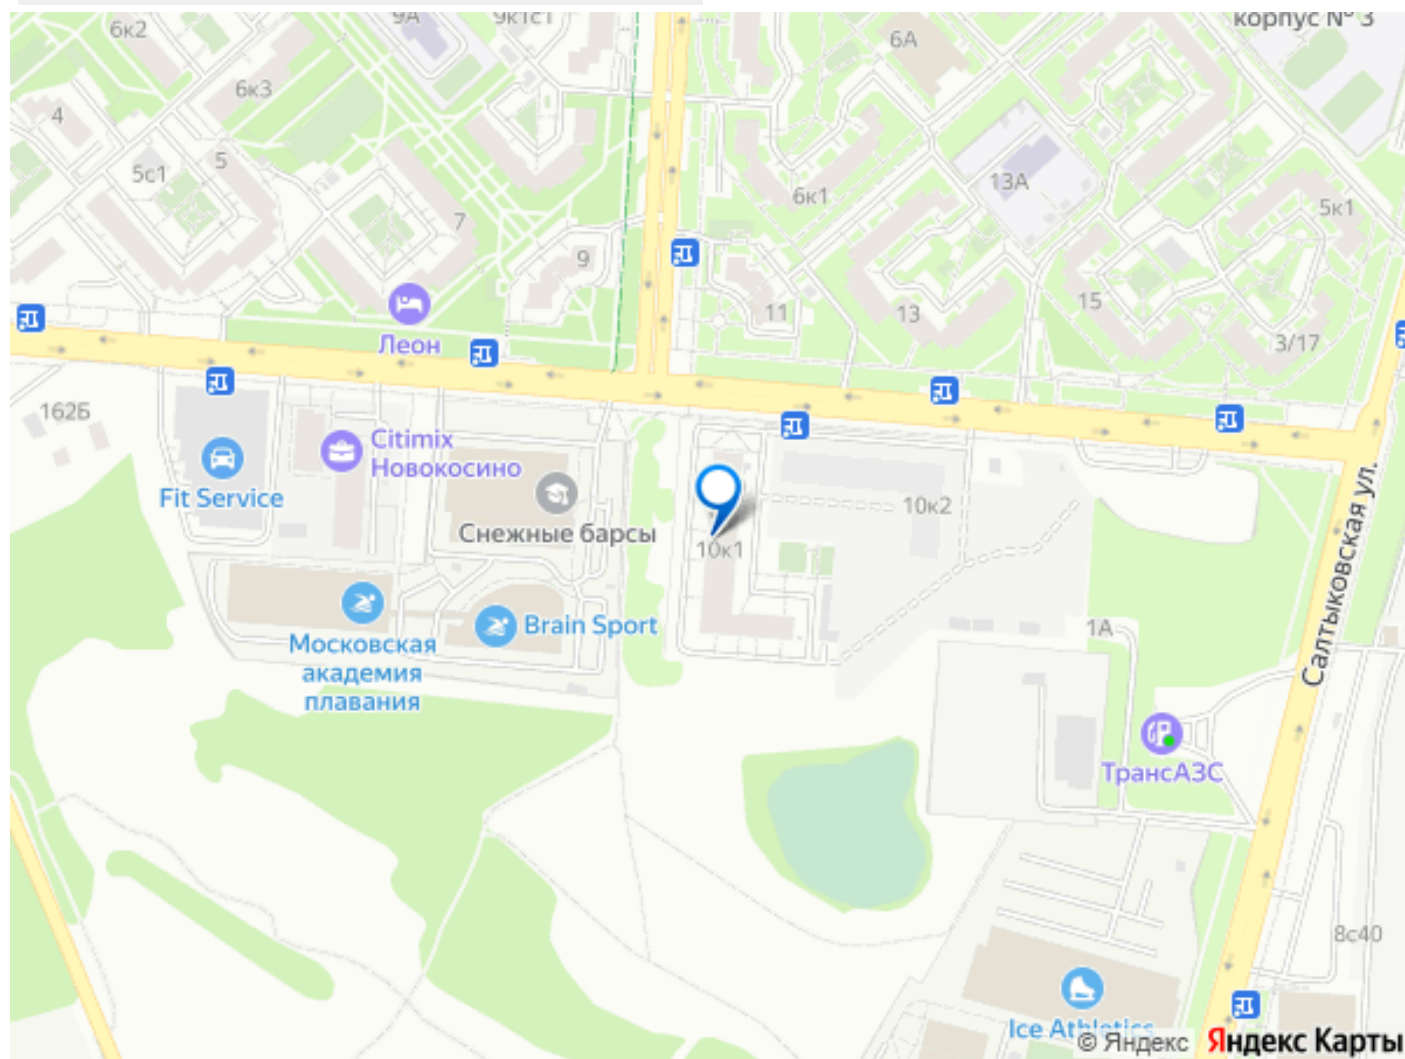 корпус № 3
6к2
9А
9к1с1
6А
6к3
4
5с1
5
13А
6к1
5к1
7
9
11
13
15
3/17
Леон
162Б
Citimix
Новокосино
Fit Service
Снежные барсы
10к2
10к1
Салтыковская ул.
Brain Sport
1А
Московская
академия
плавания
ТрансАЗС
8с40
Ice Athletics
© Яндекс
Яндекс Карты